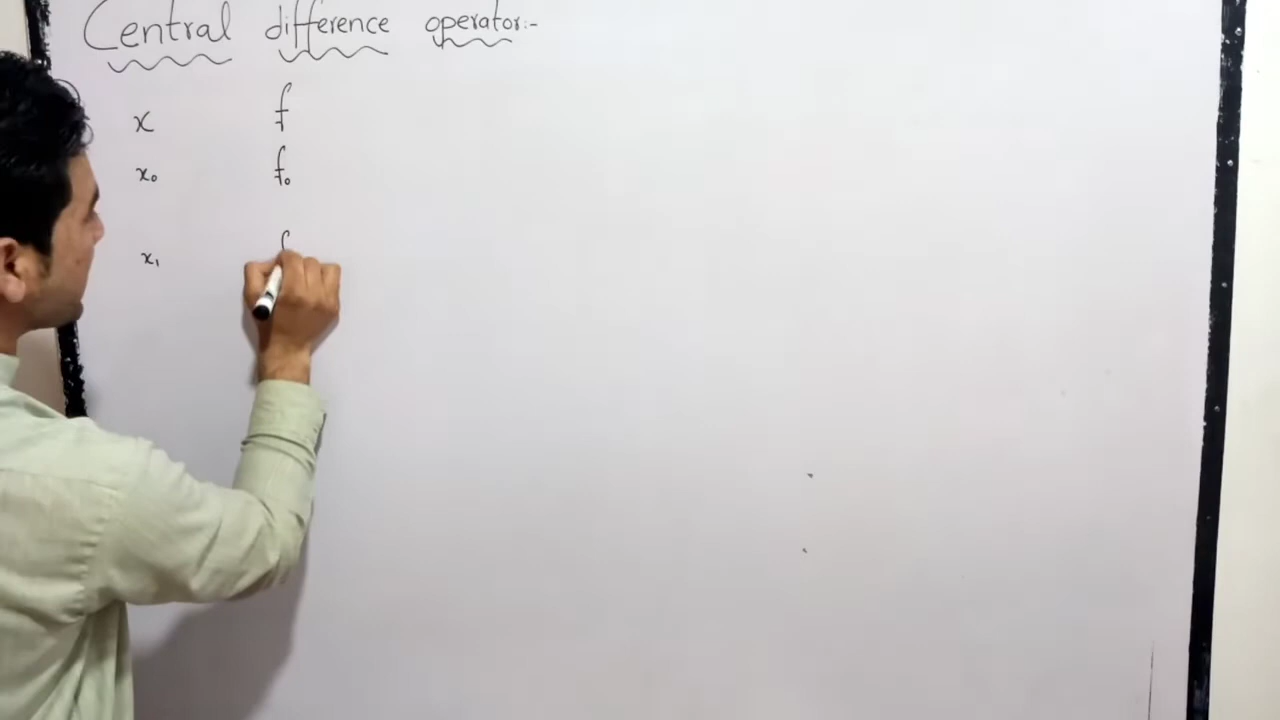 Central difference operator:-
x f
x₀ f₀
x₁ f